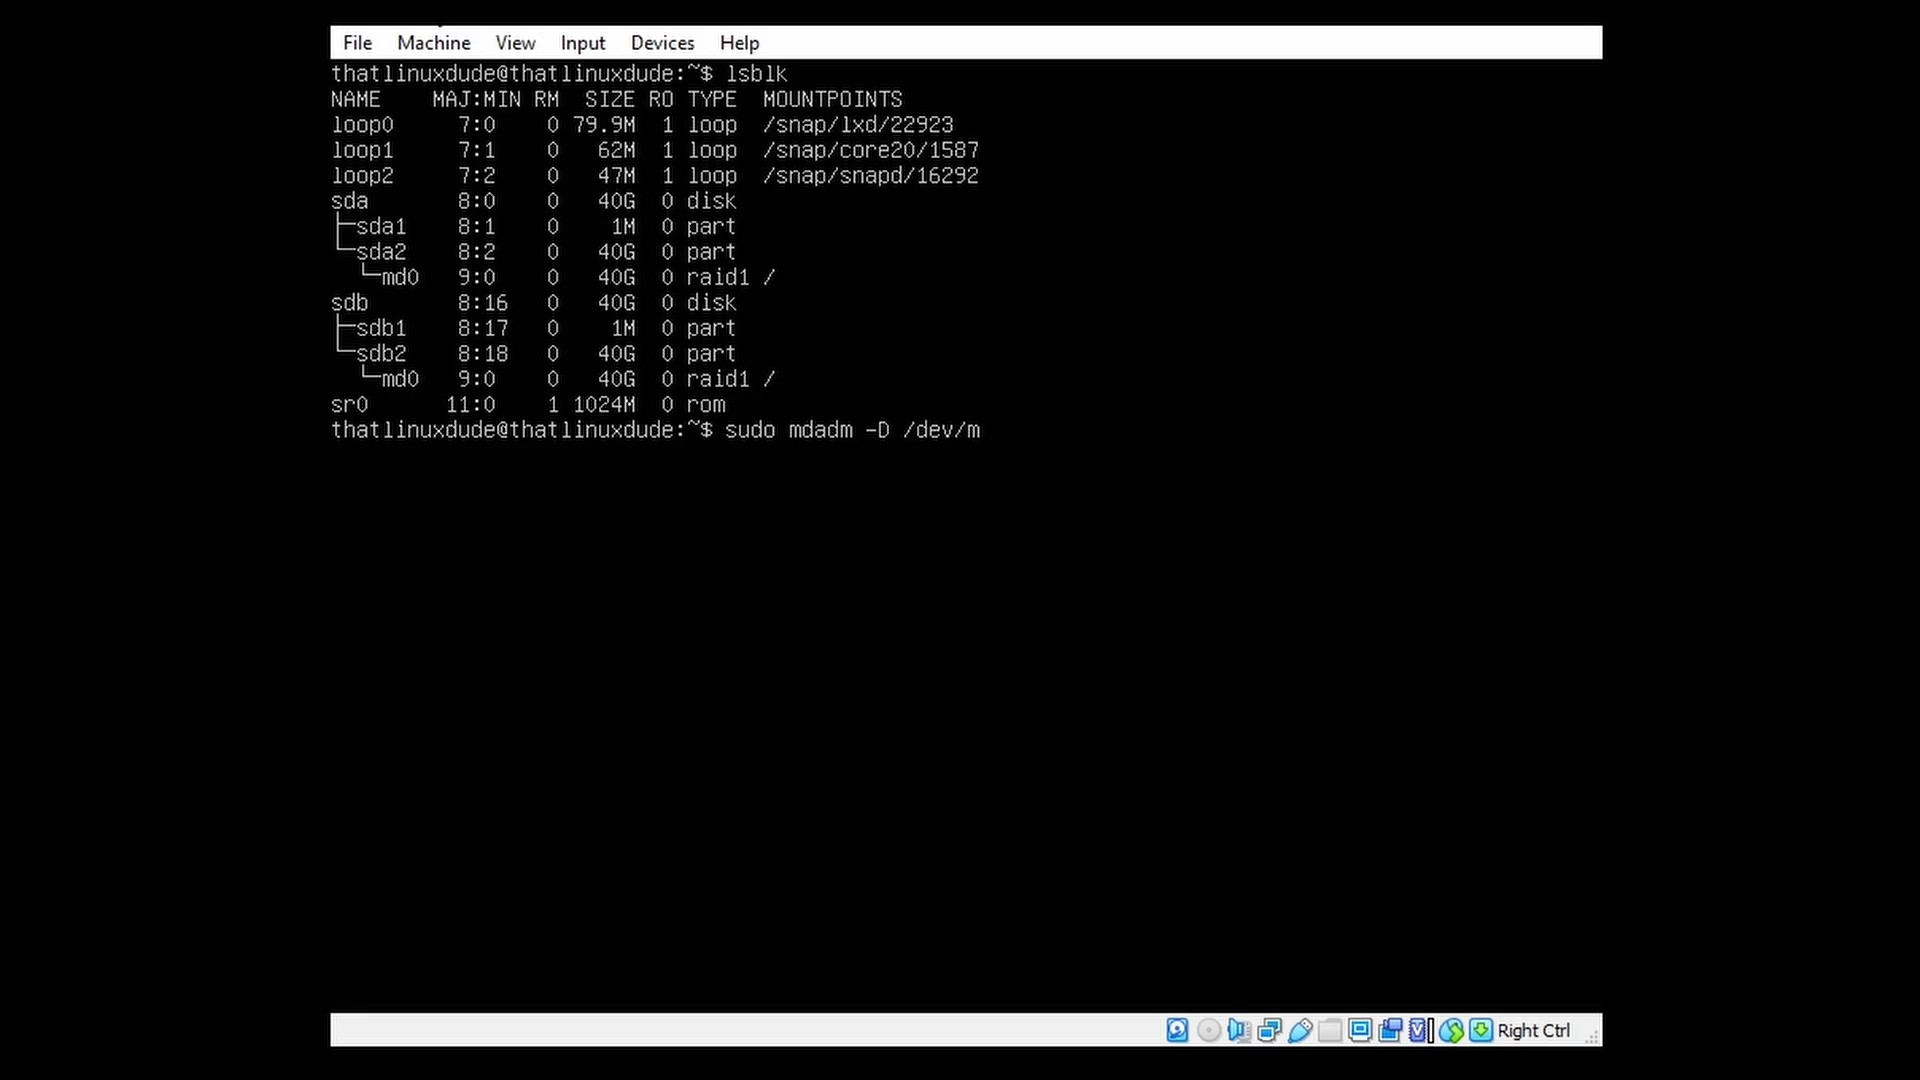 File Machine View Input Devices Help
thatlinuxdude@thatlinuxdude:~$ lsblk
NAME    MAJ:MIN RM   SIZE RO TYPE  MOUNTPOINTS
loop0     7:0    0 79.9M  1 loop  /snap/lxd/22923
loop1     7:1    0   62M  1 loop  /snap/core20/1587
loop2     7:2    0   47M  1 loop  /snap/snapd/16292
sda       8:0    0   40G  0 disk
├─sda1    8:1    0    1M  0 part
└─sda2    8:2    0   40G  0 part
  └─md0   9:0    0   40G  0 raid1 /
sdb       8:16   0   40G  0 disk
├─sdb1    8:17   0    1M  0 part
└─sdb2    8:18   0   40G  0 part
  └─md0   9:0    0   40G  0 raid1 /
sr0      11:0    1 1024M  0 rom
thatlinuxdude@thatlinuxdude:~$ sudo mdadm -D /dev/m
Right Ctrl